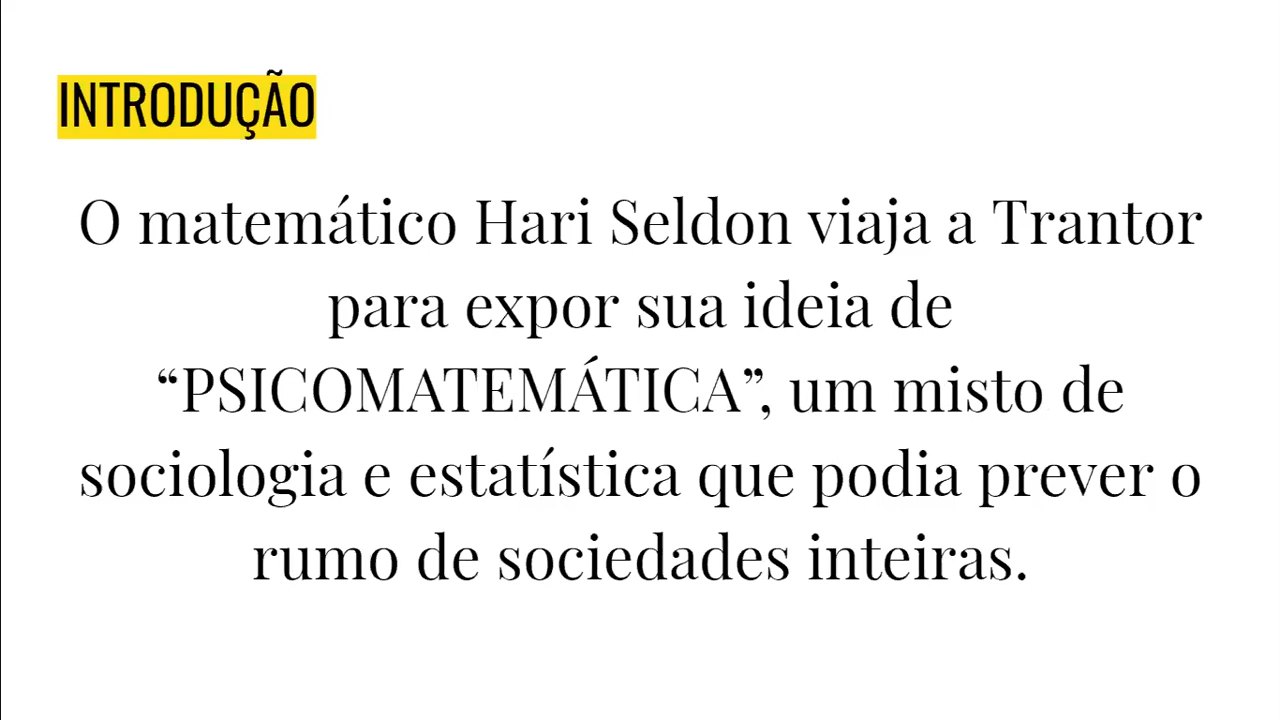 INTRODUÇÃO
O matemático Hari Seldon viaja a Trantor
para expor sua ideia de
“PSICOMATEMÁTICA”, um misto de
sociologia e estatística que podia prever o
rumo de sociedades inteiras.